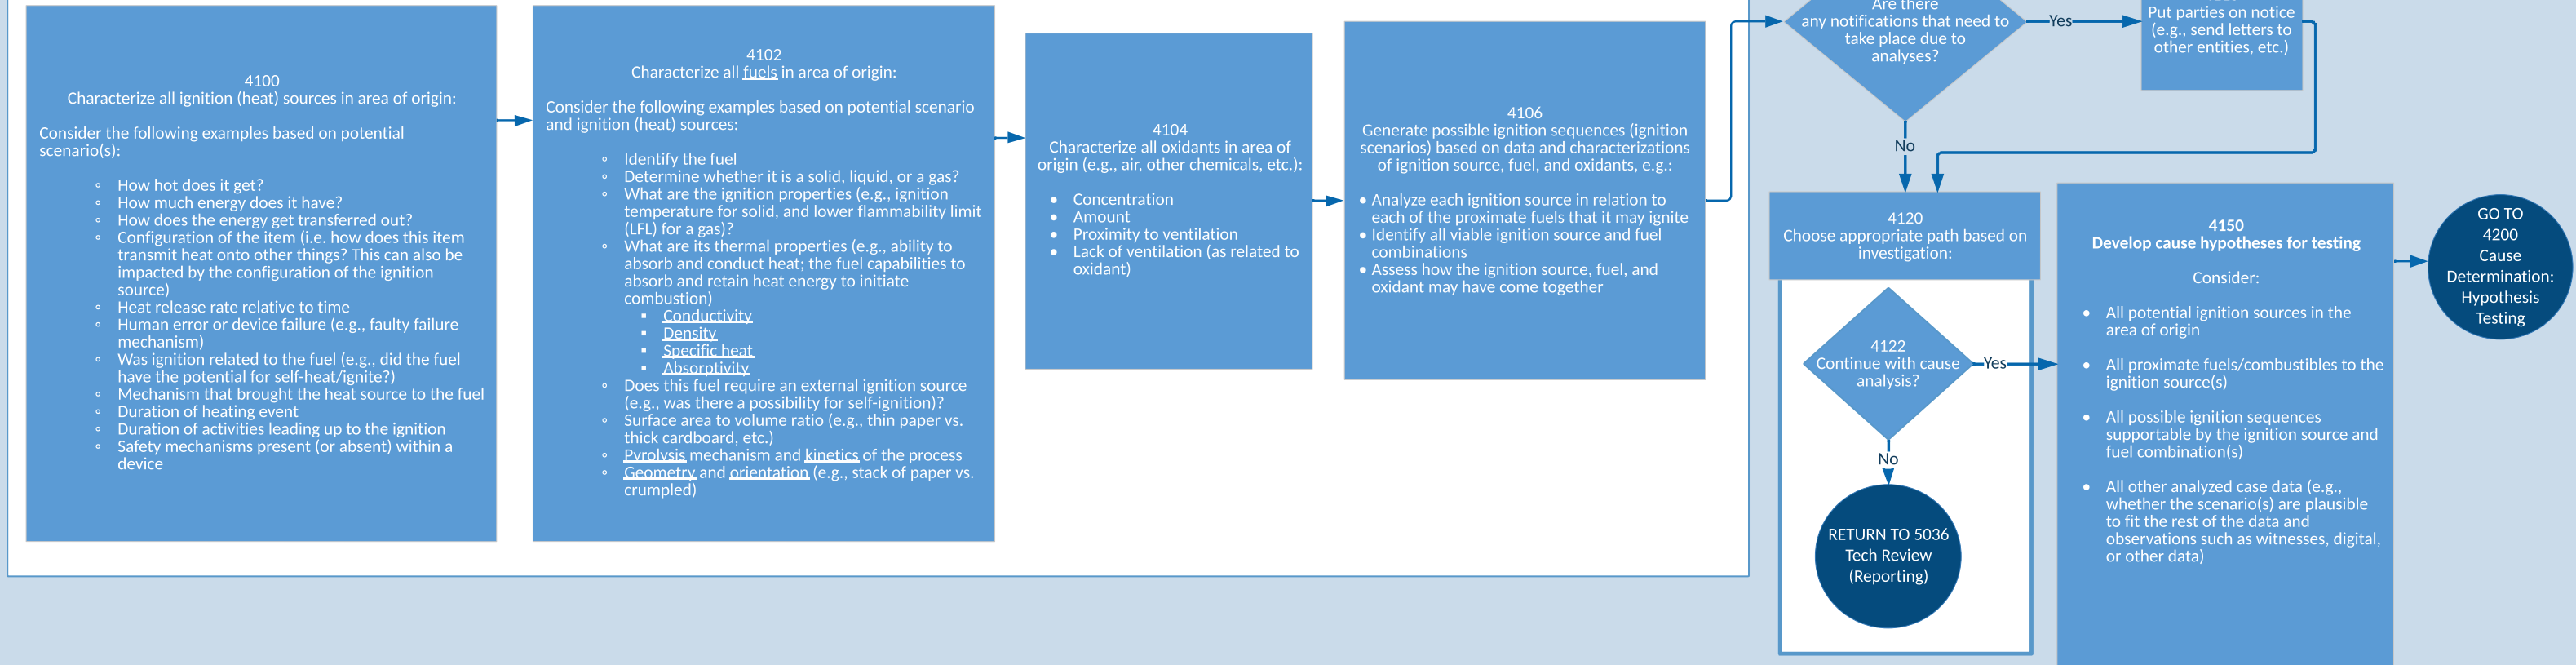 4100
Characterize all ignition (heat) sources in area of origin:
Consider the following examples based on potential
scenario(s):
◦ How hot does it get?
◦ How much energy does it have?
◦ How does the energy get transferred out?
◦ Configuration of the item (i.e. how does this item
transmit heat onto other things? This can also be
impacted by the configuration of the ignition
source)
◦ Heat release rate relative to time
◦ Human error or device failure (e.g., faulty failure
mechanism)
◦ Was ignition related to the fuel (e.g., did the fuel
have the potential for self-heat/ignite?)
◦ Mechanism that brought the heat source to the fuel
◦ Duration of heating event
◦ Duration of activities leading up to the ignition
◦ Safety mechanisms present (or absent) within a
device
4102
Characterize all fuels in area of origin:
Consider the following examples based on potential scenario
and ignition (heat) sources:
◦ Identify the fuel
◦ Determine whether it is a solid, liquid, or a gas?
◦ What are the ignition properties (e.g., ignition
temperature for solid, and lower flammability limit
(LFL) for a gas)?
◦ What are its thermal properties (e.g., ability to
absorb and conduct heat; the fuel capabilities to
absorb and retain heat energy to initiate
combustion)
▪ Conductivity
▪ Density
▪ Specific heat
▪ Absorptivity
◦ Does this fuel require an external ignition source
(e.g., was there a possibility for self-ignition)?
◦ Surface area to volume ratio (e.g., thin paper vs.
thick cardboard, etc.)
◦ Pyrolysis mechanism and kinetics of the process
◦ Geometry and orientation (e.g., stack of paper vs.
crumpled)
4104
Characterize all oxidants in area of
origin (e.g., air, other chemicals, etc.):
• Concentration
• Amount
• Proximity to ventilation
• Lack of ventilation (as related to
oxidant)
4106
Generate possible ignition sequences (ignition
scenarios) based on data and characterizations
of ignition source, fuel, and oxidants, e.g.:
• Analyze each ignition source in relation to
each of the proximate fuels that it may ignite
• Identify all viable ignition source and fuel
combinations
• Assess how the ignition source, fuel, and
oxidant may have come together
Are there
any notifications that need to
take place due to
analyses?
Yes
Put parties on notice
(e.g., send letters to
other entities, etc.)
No
4120
Choose appropriate path based on
investigation:
4122
Continue with cause
analysis?
Yes
No
RETURN TO 5036
Tech Review
(Reporting)
4150
Develop cause hypotheses for testing
Consider:
• All potential ignition sources in the
area of origin
• All proximate fuels/combustibles to the
ignition source(s)
• All possible ignition sequences
supportable by the ignition source and
fuel combination(s)
• All other analyzed case data (e.g.,
whether the scenario(s) are plausible
to fit the rest of the data and
observations such as witnesses, digital,
or other data)
GO TO
4200
Cause
Determination:
Hypothesis
Testing